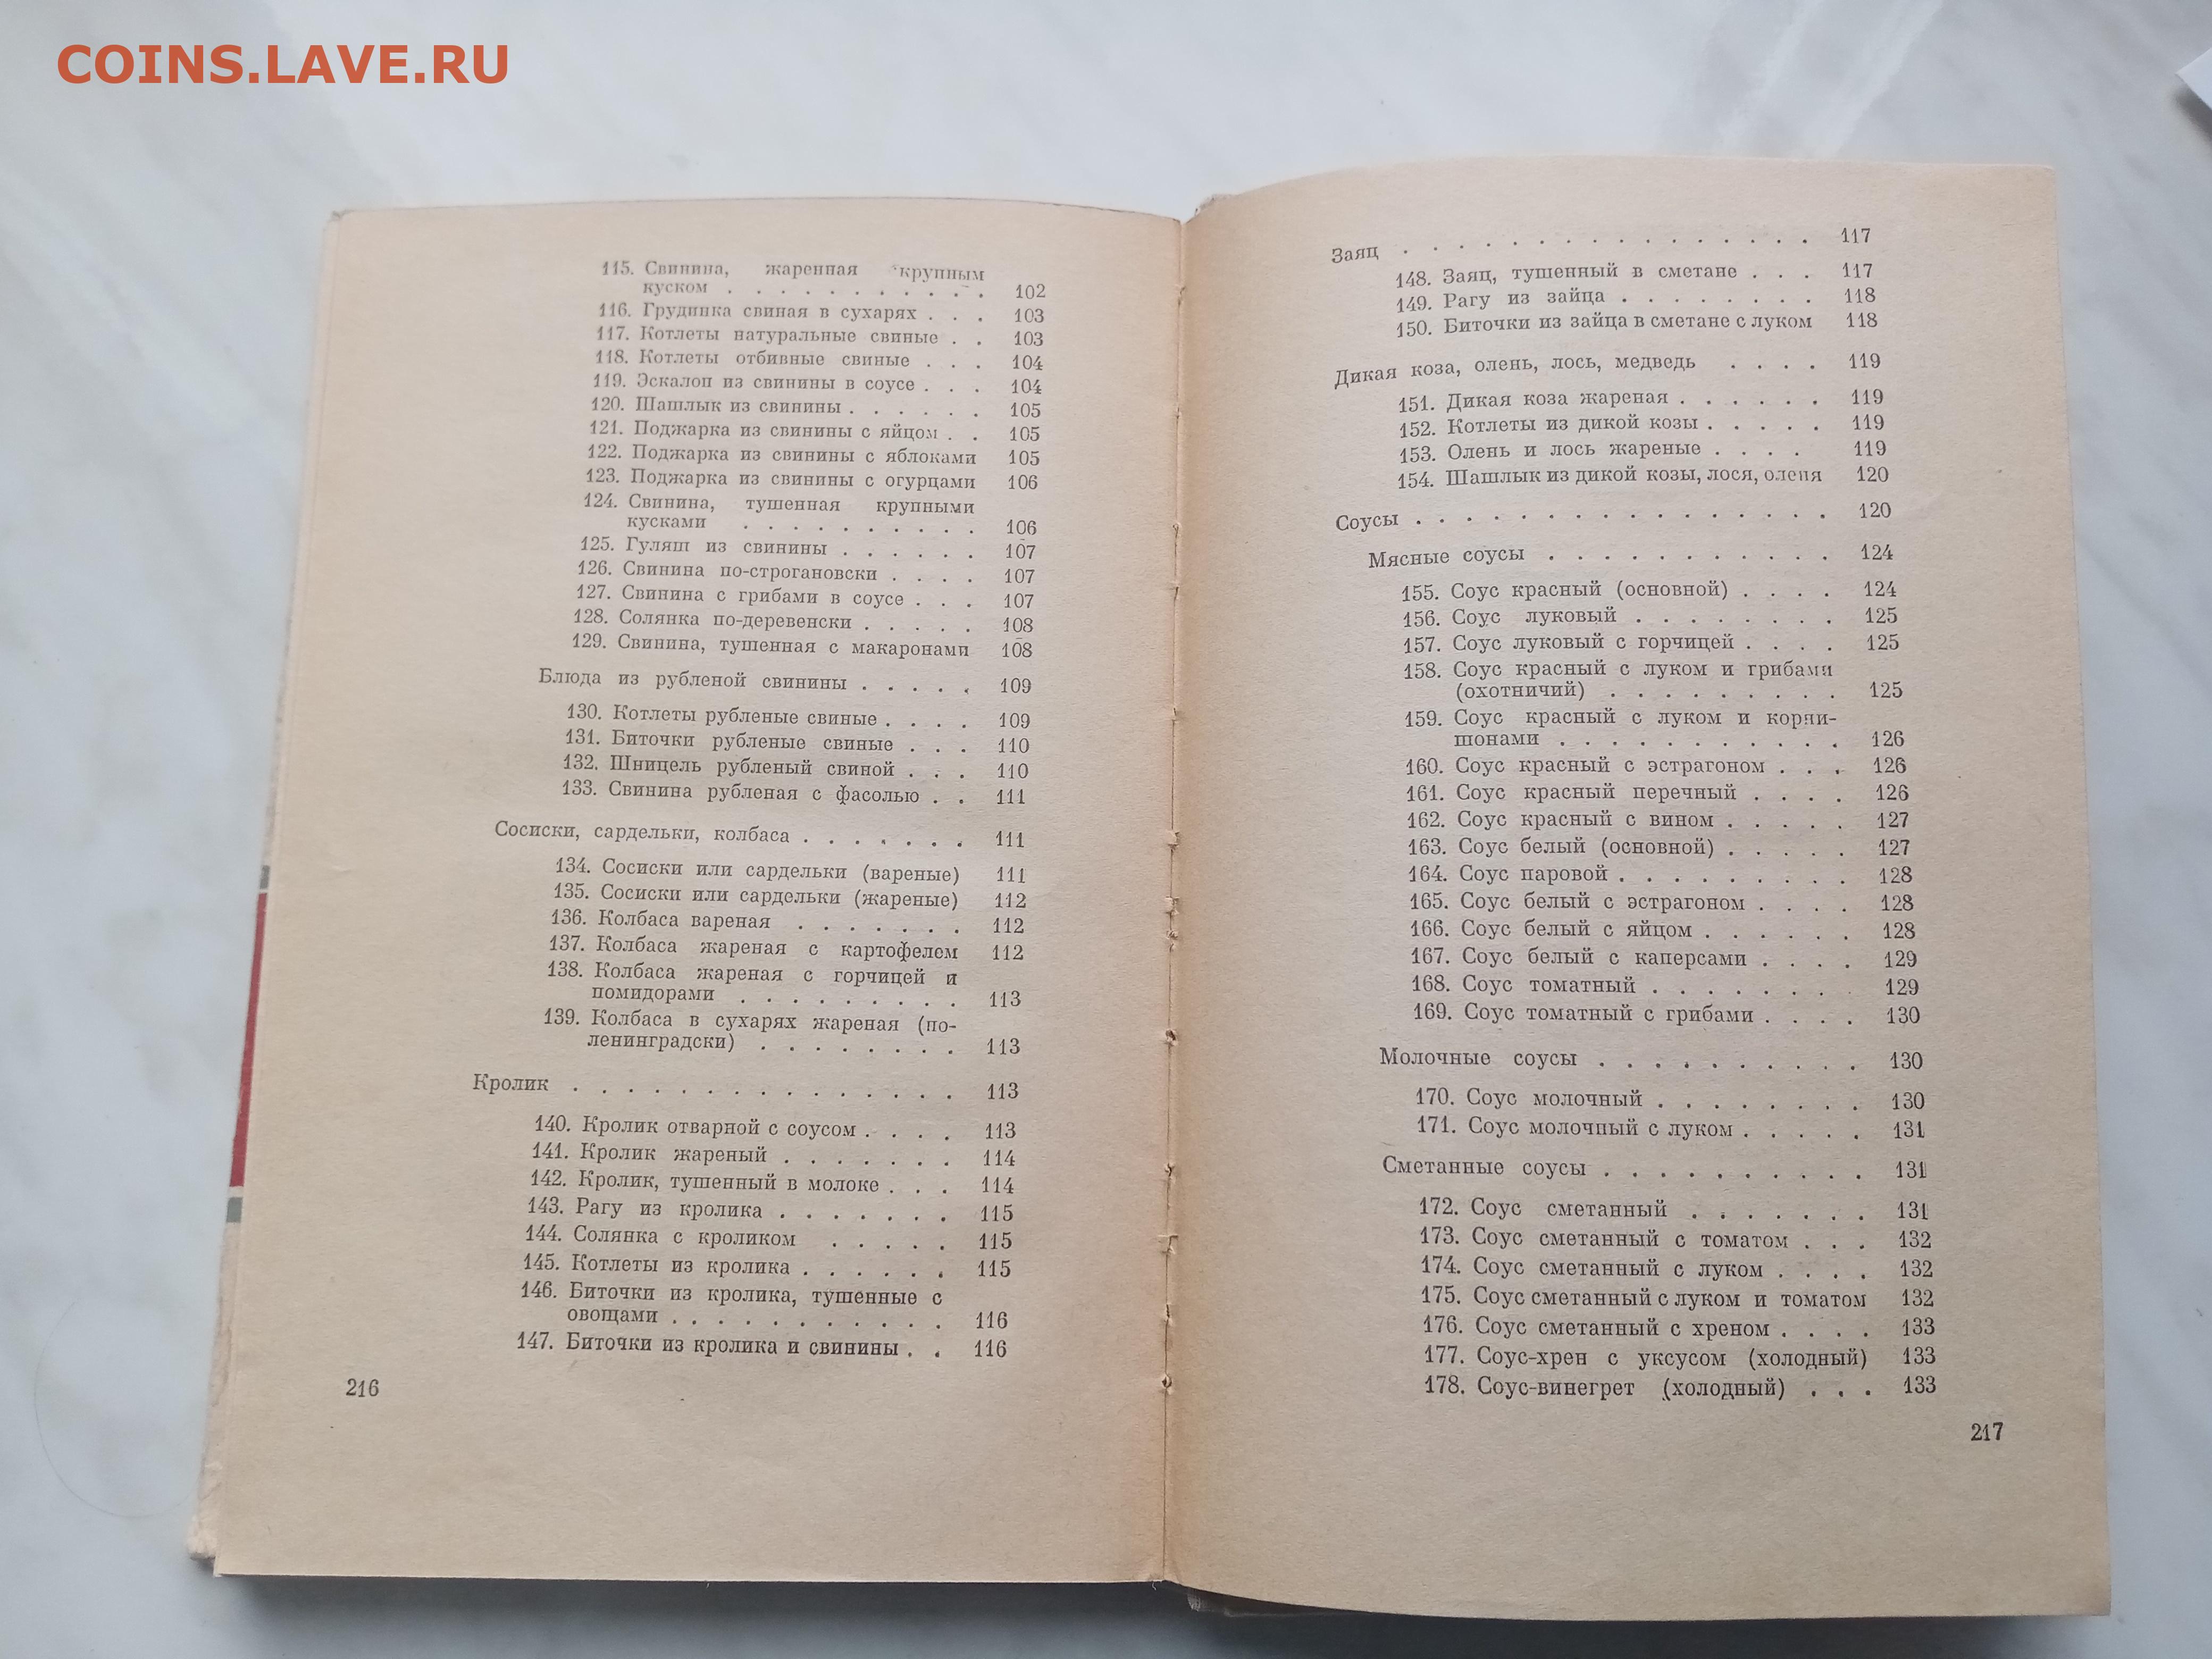 COINS.LAVE.RU
115. Свинина, жаренная крупным
куском . . . . . . . . . . . 102
116. Грудинка свиная в сухарях . . . 103
117. Котлеты натуральные свиные . . 103
118. Котлеты отбивные свиные . . . 104
119. Эскалоп из свинины в соусе . . . 104
120. Шашлык из свинины . . . . . . 105
121. Поджарка из свинины с яйцом . . 105
122. Поджарка из свинины с яблоками 105
123. Поджарка из свинины с огурцами 106
124. Свинина, тушенная крупными
кусками . . . . . . . . . . 106
125. Гуляш из свинины . . . . . . 107
126. Свинина по-строгановски . . . . 107
127. Свинина с грибами в соусе . . . 107
128. Солянка по-деревенски . . . . . 108
129. Свинина, тушенная с макаронами 108
Блюда из рубленой свинины . . . . . 109
130. Котлеты рубленые свиные . . . . 109
131. Биточки рубленые свиные . . . 110
132. Шницель рубленый свиной . . . 110
133. Свинина рубленая с фасолью . . 111
Сосиски, сардельки, колбаса . . . . . . . 111
134. Сосиски или сардельки (вареные) 111
135. Сосиски или сардельки (жареные) 112
136. Колбаса вареная . . . . . . . 112
137. Колбаса жареная с картофелем 112
138. Колбаса жареная с горчицей и
помидорами . . . . . . . . . 113
139. Колбаса в сухарях жареная (по-
ленинградски) . . . . . . . . 113
Кролик . . . . . . . . . . . . . . 113
140. Кролик отварной с соусом . . . . 113
141. Кролик жареный . . . . . . . 114
142. Кролик, тушенный в молоке . . . 114
143. Рагу из кролика . . . . . . . 115
144. Солянка с кроликом . . . . . 115
145. Котлеты из кролика . . . . . . 115
146. Биточки из кролика, тушенные с
овощами . . . . . . . . . . . 116
147. Биточки из кролика и свинины . . 116
216
Заяц . . . . . . . . . . . . . . . . 117
148. Заяц, тушенный в сметане . . . 117
149. Рагу из зайца . . . . . . . . 118
150. Биточки из зайца в сметане с луком 118
Дикая коза, олень, лось, медведь . . . . 119
151. Дикая коза жареная . . . . . . 119
152. Котлеты из дикой козы . . . . . 119
153. Олень и лось жареные . . . . 119
154. Шашлык из дикой козы, лося, оленя 120
Соусы . . . . . . . . . . . . . . . . 120
Мясные соусы . . . . . . . . . . . 124
155. Соус красный (основной) . . . . 124
156. Соус луковый . . . . . . . . 125
157. Соус луковый с горчицей . . . . 125
158. Соус красный с луком и грибами
(охотничий) . . . . . . . . . 125
159. Соус красный с луком и корни-
шонами . . . . . . . . . . . 126
160. Соус красный с эстрагоном . . . 126
161. Соус красный перечный . . . . 126
162. Соус красный с вином . . . . . 127
163. Соус белый (основной) . . . . . 127
164. Соус паровой . . . . . . . . . 128
165. Соус белый с эстрагоном . . . . 128
166. Соус белый с яйцом . . . . . . 128
167. Соус белый с каперсами . . . . 129
168. Соус томатный . . . . . . . 129
169. Соус томатный с грибами . . . . 130
Молочные соусы . . . . . . . . . . 130
170. Соус молочный . . . . . . . . 130
171. Соус молочный с луком . . . . . 131
Сметанные соусы . . . . . . . . . . 131
172. Соус сметанный . . . . . . . 131
173. Соус сметанный с томатом . . . 132
174. Соус сметанный с луком . . . . 132
175. Соус сметанный с луком и томатом 132
176. Соус сметанный с хреном . . . . 133
177. Соус-хрен с уксусом (холодный) 133
178. Соус-винегрет (холодный) . . . 133
217